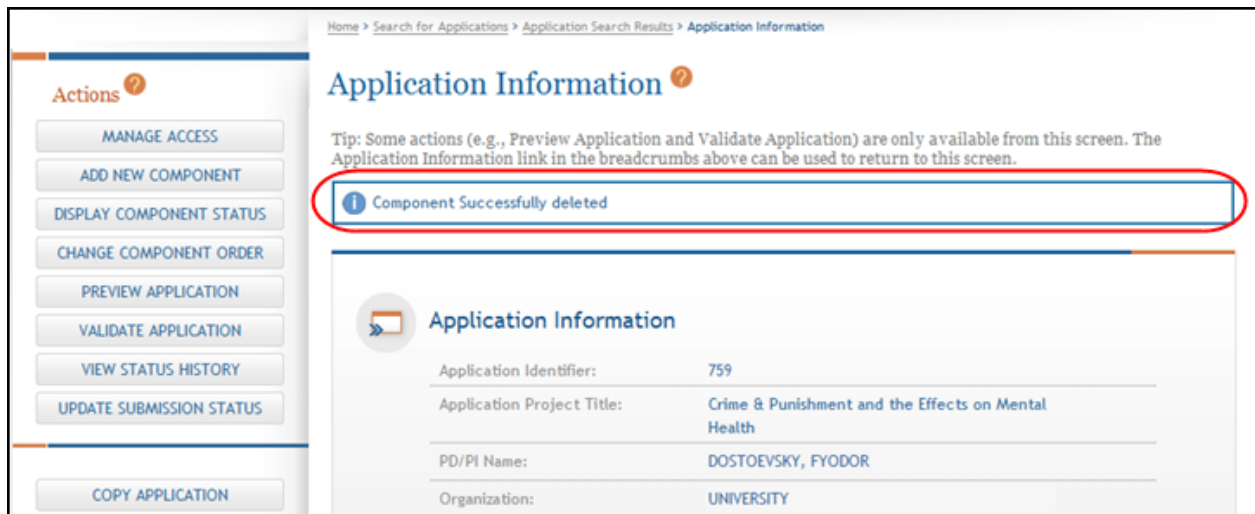 Home > Search for Applications > Application Search Results > Application Information
Actions ?
MANAGE ACCESS
ADD NEW COMPONENT
DISPLAY COMPONENT STATUS
CHANGE COMPONENT ORDER
PREVIEW APPLICATION
VALIDATE APPLICATION
VIEW STATUS HISTORY
UPDATE SUBMISSION STATUS
COPY APPLICATION
Application Information ?
Tip: Some actions (e.g., Preview Application and Validate Application) are only available from this screen. The
Application Information link in the breadcrumbs above can be used to return to this screen.
i Component Successfully deleted
Application Information
Application Identifier: 759
Application Project Title: Crime & Punishment and the Effects on Mental
Health
PD/PI Name: DOSTOEVSKY, FYODOR
Organization: UNIVERSITY